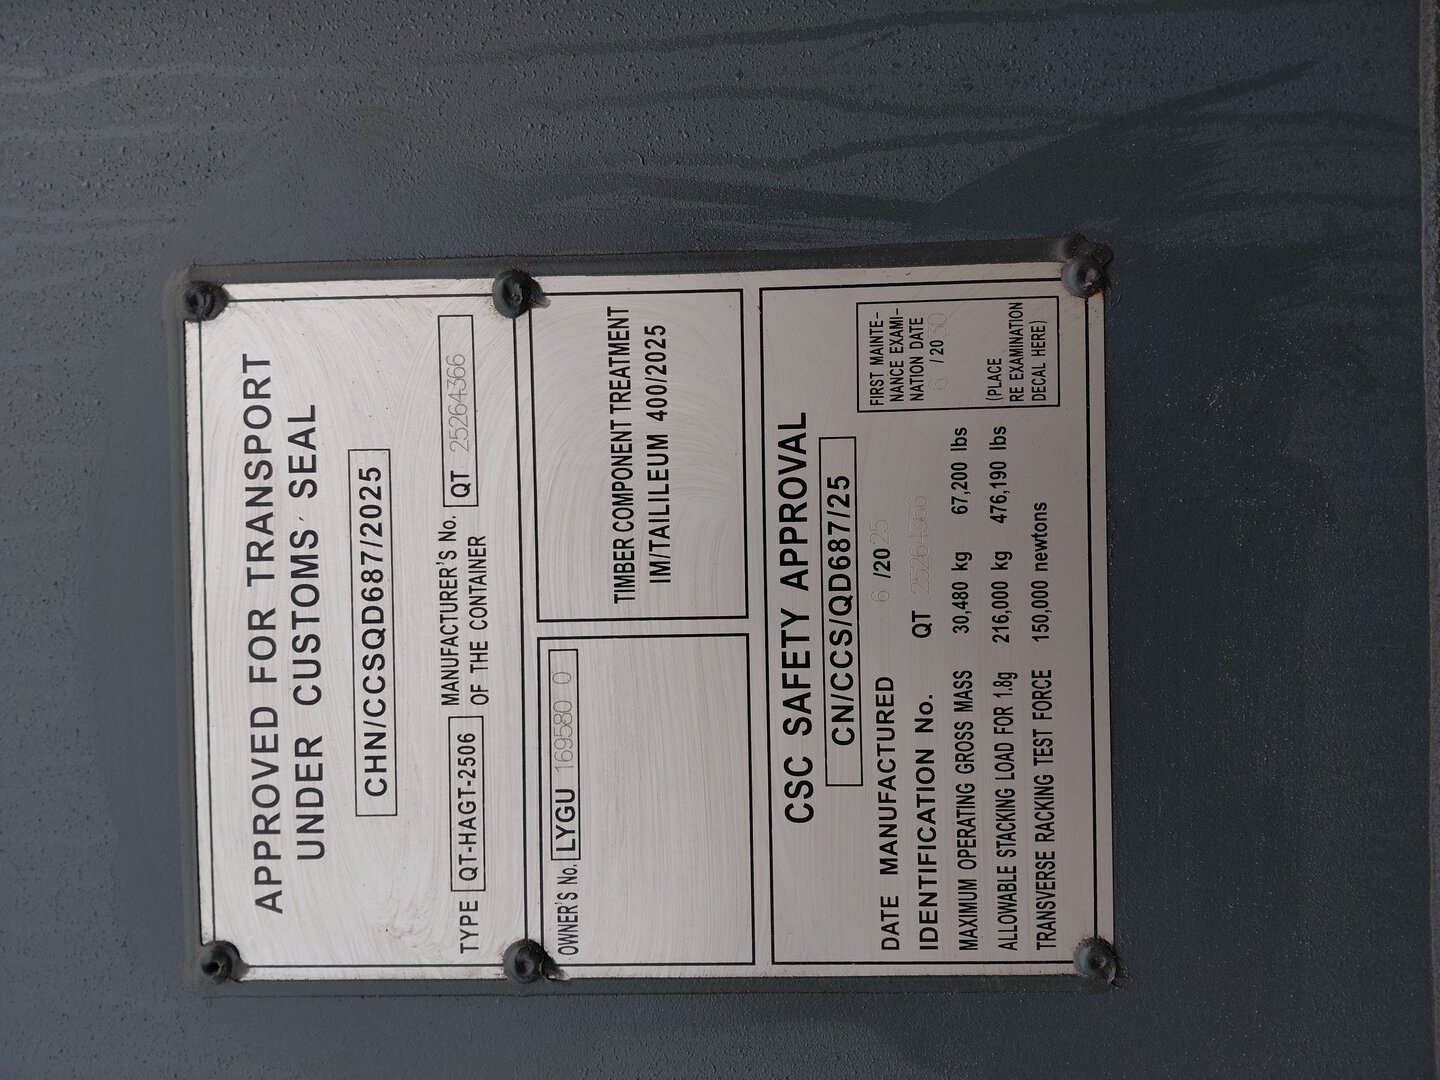 APPROVED FOR TRANSPORT
UNDER CUSTOMS' SEAL
CHN/CCSQD687/2025
TYPE QT-HAGT-2506 MANUFACTURER'S No. OF THE CONTAINER QT 25264366
OWNER'S No. LYGU 169580 0
TIMBER COMPONENT TREATMENT
IM/TAILILEUM 400/2025
CSC SAFETY APPROVAL
CN/CCS/QD687/25
DATE MANUFACTURED 6 /2025
IDENTIFICATION No. QT 25264366
MAXIMUM OPERATING GROSS MASS 30,480 kg 67,200 lbs
ALLOWABLE STACKING LOAD FOR 1.8g 216,000 kg 476,190 lbs
TRANSVERSE RACKING TEST FORCE 150,000 newtons
FIRST MAINTE-
NANCE EXAMI-
NATION DATE
6 / 2030
(PLACE
RE EXAMINATION
DECAL HERE)